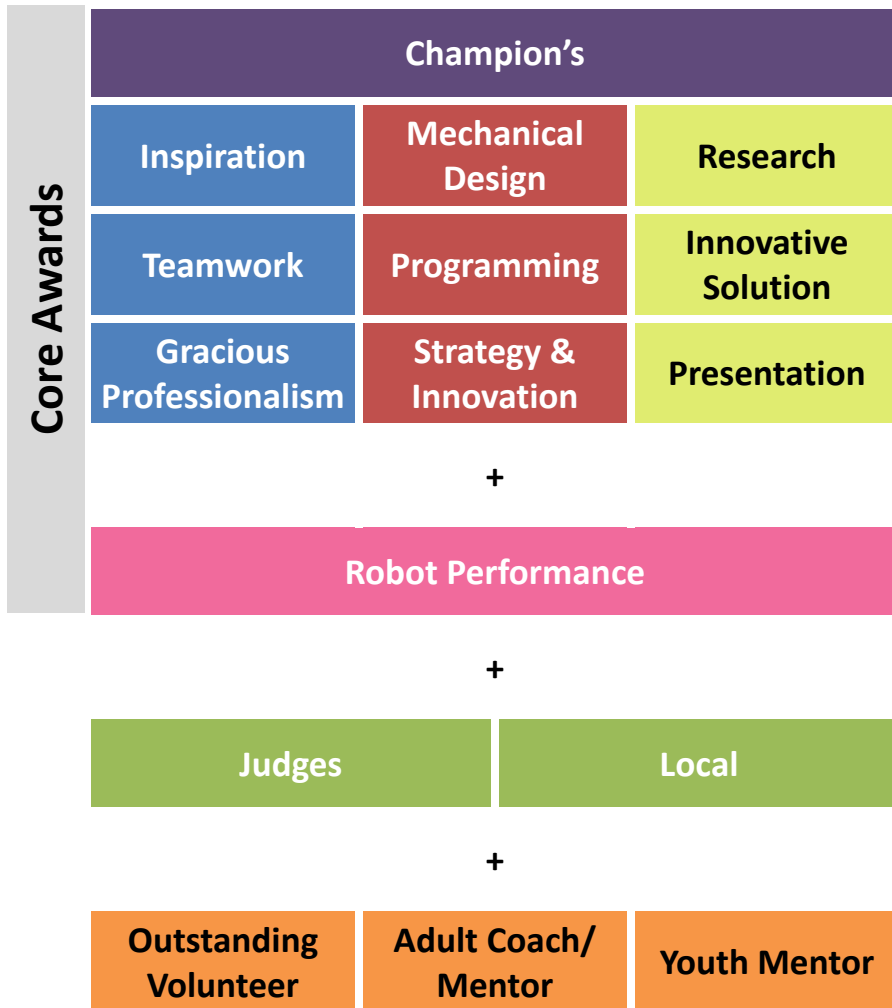 Core Awards
Champion's
Inspiration
Mechanical
Design
Research
Teamwork
Programming
Innovative
Solution
Gracious
Professionalism
Strategy &
Innovation
Presentation
+
Robot Performance
+
Judges
Local
+
Outstanding
Volunteer
Adult Coach/
Mentor
Youth Mentor